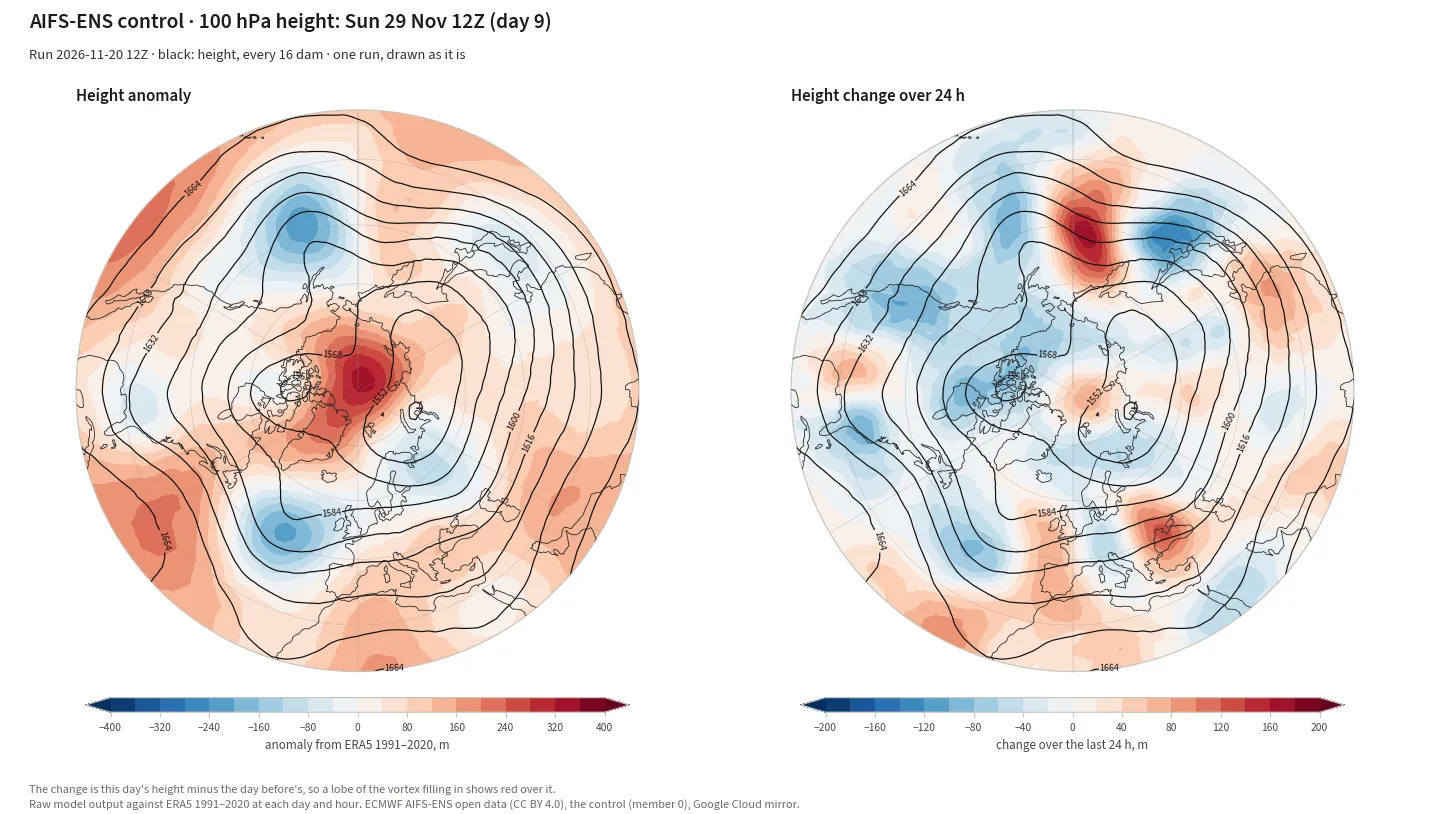 AIFS-ENS control · 100 hPa height: Sun 29 Nov 12Z (day 9)
Run 2026-11-20 12Z · black: height, every 16 dam · one run, drawn as it is
Height anomaly
Height change over 24 h
1664
1632
1568
1552
1600
1616
1584
1664
1664
1664
1632
1568
1552
1600
1616
1584
1664
1664
−400 −320 −240 −160 −80 0 80 160 240 320 400
anomaly from ERA5 1991–2020, m
−200 −160 −120 −80 −40 0 40 80 120 160 200
change over the last 24 h, m
The change is this day's height minus the day before's, so a lobe of the vortex filling in shows red over it.
Raw model output against ERA5 1991–2020 at each day and hour. ECMWF AIFS-ENS open data (CC BY 4.0), the control (member 0), Google Cloud mirror.